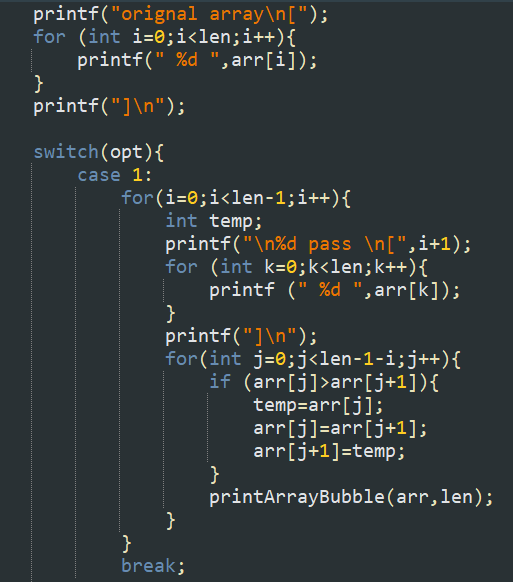 printf("orignal array\n[");
for (int i=0;i<len;i++){
printf(" %d ",arr[i]);
}
printf("]\n");
switch(opt){
case 1:
for(i=0;i<len-1;i++){
int temp;
printf("\n%d pass \n[",i+1);
for (int k=0;k<len;k++){
printf (" %d ",arr[k]);
}
printf("]\n");
for(int j=0;j<len-1-i;j++){
if (arr[j]>arr[j+1]){
temp=arr[j];
arr[j]=arr[j+1];
arr[j+1]=temp;
}
printArrayBubble(arr,len);
}
}
break;